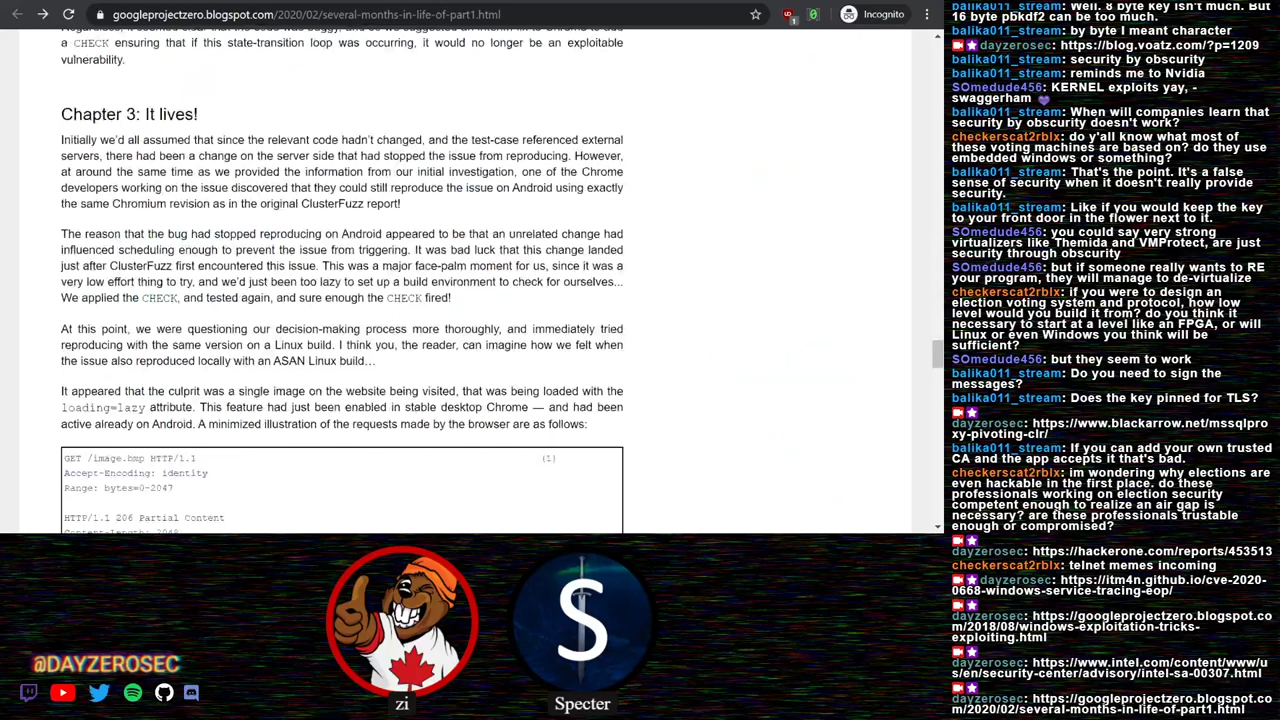 googleprojectzero.blogspot.com/2020/02/several-months-in-life-of-part1.html
1
Incognito
a CHECK ensuring that if this state-transition loop was occurring, it would no longer be an exploitable
vulnerability.
Chapter 3: It lives!
Initially we'd all assumed that since the relevant code hadn't changed, and the test-case referenced external
servers, there had been a change on the server side that had stopped the issue from reproducing. However,
at around the same time as we provided the information from our initial investigation, one of the Chrome
developers working on the issue discovered that they could still reproduce the issue on Android using exactly
the same Chromium revision as in the original ClusterFuzz report!
The reason that the bug had stopped reproducing on Android appeared to be that an unrelated change had
influenced scheduling enough to prevent the issue from triggering. It was bad luck that this change landed
just after ClusterFuzz first encountered this issue. This was a major face-palm moment for us, since it was a
very low effort thing to try, and we'd just been too lazy to set up a build environment to check for ourselves...
We applied the CHECK, and tested again, and sure enough the CHECK fired!
At this point, we were questioning our decision-making process more thoroughly, and immediately tried
reproducing with the same version on a Linux build. I think you, the reader, can imagine how we felt when
the issue also reproduced locally with an ASAN Linux build…
It appeared that the culprit was a single image on the website being visited, that was being loaded with the
loading=lazy attribute. This feature had just been enabled in stable desktop Chrome — and had been
active already on Android. A minimized illustration of the requests made by the browser are as follows:
GET /image.bmp HTTP/1.1 (1)
Accept-Encoding: identity
Range: bytes=0-2047
HTTP/1.1 206 Partial Content
Content-Length: 2048
balika011_stream: Well. 8 byte key isn't much. But
16 byte pbkdf2 can be too much.
balika011_stream: by byte I meant character
dayzerosec: https://blog.voatz.com/?p=1209
balika011_stream: security by obscurity
balika011_stream: reminds me to Nvidia
SOmedude456: KERNEL exploits yay, -
swaggerham
balika011_stream: When will companies learn that
security by obscurity doesn't work?
checkerscat2rblx: do y'all know what most of
these voting machines are based on? do they use
embedded windows or something?
balika011_stream: That's the point. It's a false
sense of security when it doesn't really provide
security.
balika011_stream: Like if you would keep the key
to your front door in the flower next to it.
SOmedude456: you could say very strong
virtualizers like Themida and VMProtect, are just
security through obscurity
SOmedude456: but if someone really wants to RE
your program, they will manage to de-virtualize
checkerscat2rblx: if you were to design an
election voting system and protocol, how low
level would you build it from? do you think it
necessary to start at a level like an FPGA, or will
Linux or even Windows you think will be
sufficient?
SOmedude456: but they seem to work
balika011_stream: Do you need to sign the
messages?
balika011_stream: Does the key pinned for TLS?
dayzerosec: https://www.blackarrow.net/mssqlpro
xy-pivoting-clr/
balika011_stream: If you can add your own trusted
CA and the app accepts it that's bad.
checkerscat2rblx: im wondering why elections are
even hackable in the first place. do these
professionals working on election security
competent enough to realize an air gap is
necessary? are these professionals trustable
enough or compromised?
dayzerosec: https://hackerone.com/reports/453513
checkerscat2rblx: telnet memes incoming
dayzerosec: https://itm4n.github.io/cve-2020-
0668-windows-service-tracing-eop/
dayzerosec: https://googleprojectzero.blogspot.co
m/2018/08/windows-exploitation-tricks-
exploiting.html
dayzerosec: https://www.intel.com/content/www/u
s/en/security-center/advisory/intel-sa-00307.html
dayzerosec: https://googleprojectzero.blogspot.co
m/2020/02/several-months-in-life-of-part1.html
@DAYZEROSEC
S
zi
Specter